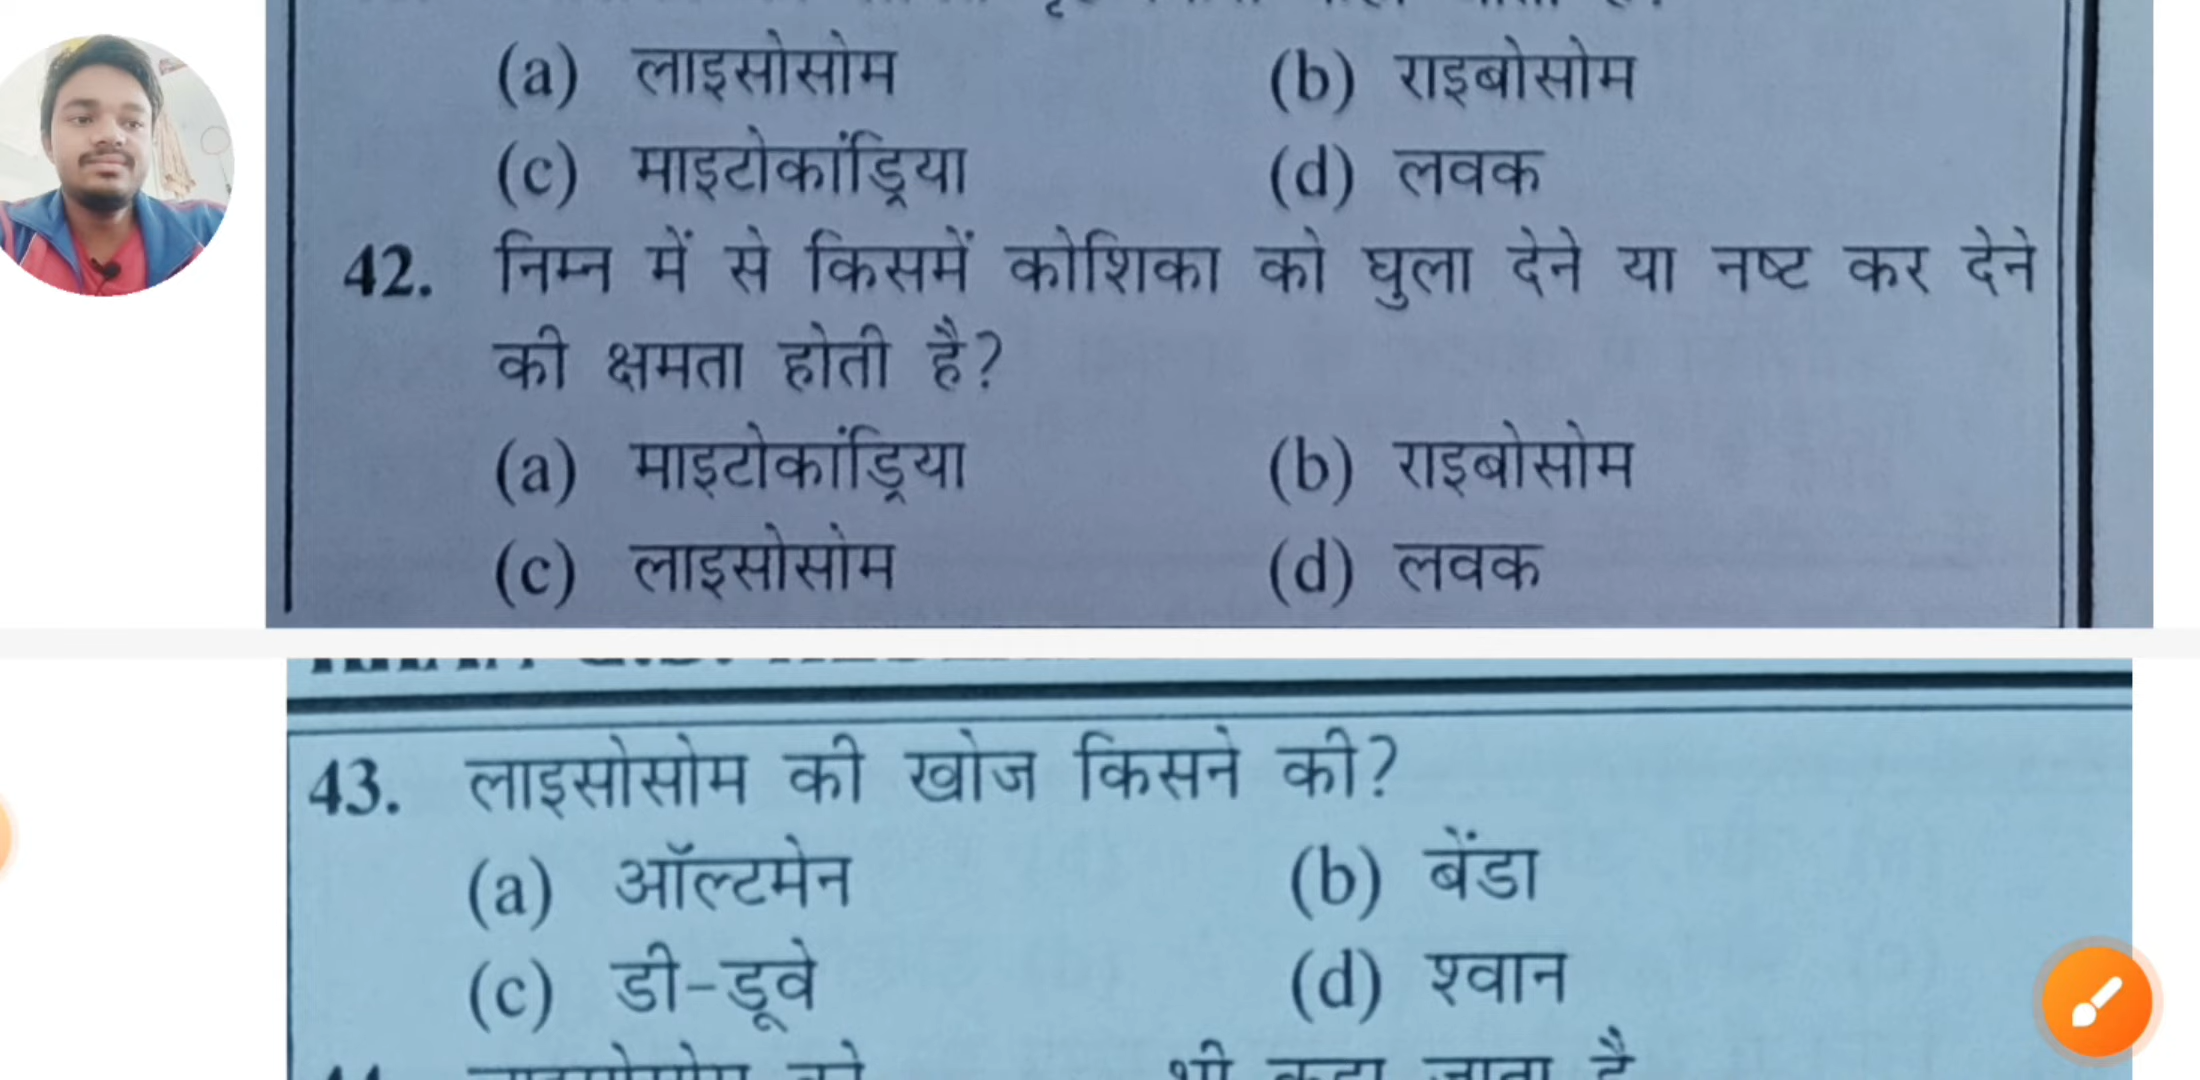 (a) लाइसोसोम (b) राइबोसोम
(c) माइटोकांड्रिया (d) लवक
42. निम्न में से किसमें कोशिका को घुला देने या नष्ट कर देने
की क्षमता होती है?
(a) माइटोकांड्रिया (b) राइबोसोम
(c) लाइसोसोम (d) लवक
43. लाइसोसोम की खोज किसने की?
(a) ऑल्टमेन (b) बेंडा
(c) डी-डूवे (d) श्वान